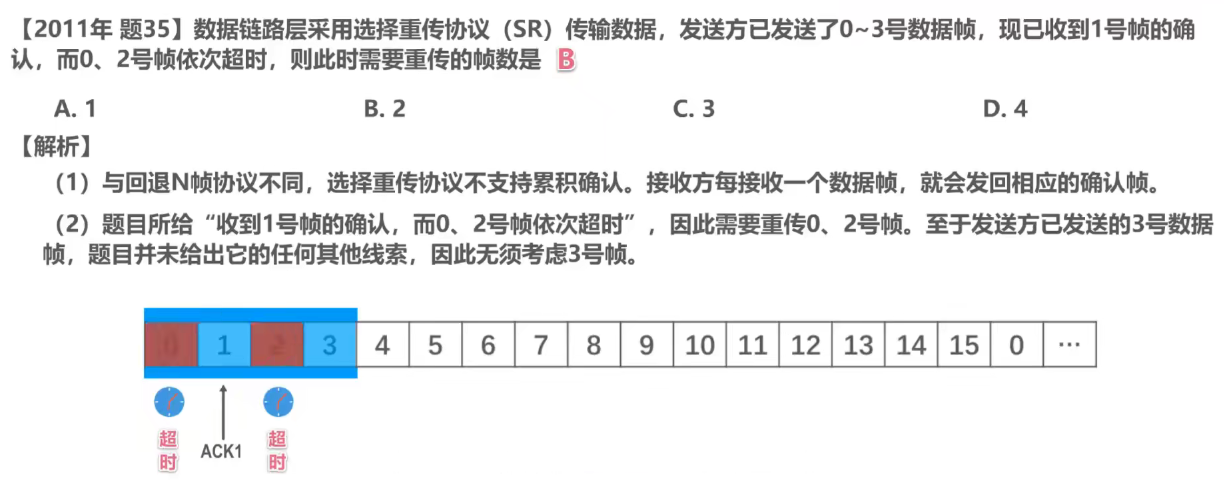 【2011年 题35】数据链路层采用选择重传协议（SR）传输数据，发送方已发送了0~3号数据帧，现已收到1号帧的确
认，而0、2号帧依次超时，则此时需要重传的帧数是 B
A. 1 B. 2 C. 3 D. 4
【解析】
（1）与回退N帧协议不同，选择重传协议不支持累积确认。接收方每接收一个数据帧，就会发回相应的确认帧。
（2）题目所给“收到1号帧的确认，而0、2号帧依次超时”，因此需要重传0、2号帧。至于发送方已发送的3号数据
帧，题目并未给出它的任何其他线索，因此无须考虑3号帧。
0 1 2 3 4 5 6 7 8 9 10 11 12 13 14 15 0 ···
超时 ACK1 超时